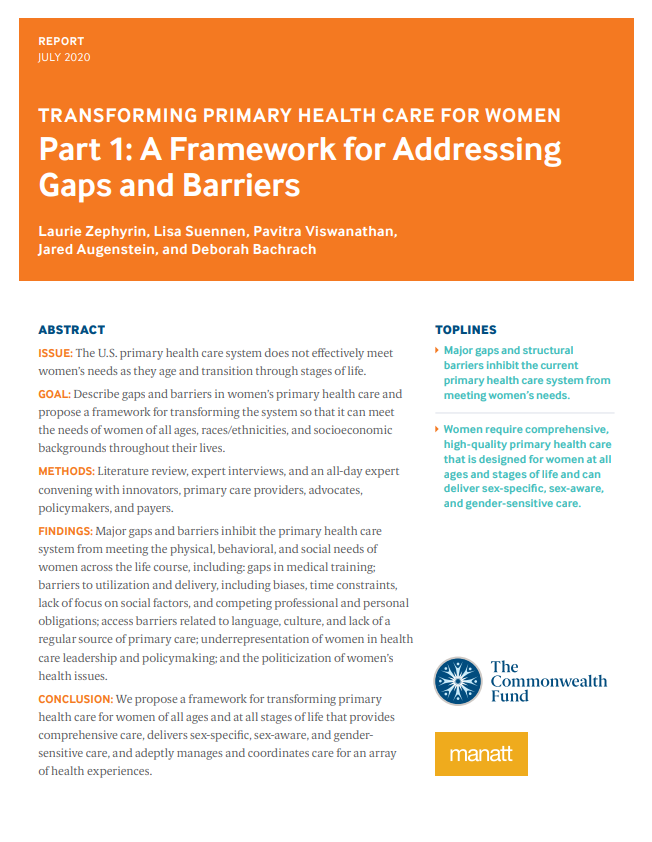 REPORT
JULY 2020
TRANSFORMING PRIMARY HEALTH CARE FOR WOMEN
Part 1: A Framework for Addressing
Gaps and Barriers
Laurie Zephyrin, Lisa Suennen, Pavitra Viswanathan,
Jared Augenstein, and Deborah Bachrach
ABSTRACT
ISSUE: The U.S. primary health care system does not effectively meet
women’s needs as they age and transition through stages of life.
GOAL: Describe gaps and barriers in women’s primary health care and
propose a framework for transforming the system so that it can meet
the needs of women of all ages, races/ethnicities, and socioeconomic
backgrounds throughout their lives.
METHODS: Literature review, expert interviews, and an all-day expert
convening with innovators, primary care providers, advocates,
policymakers, and payers.
FINDINGS: Major gaps and barriers inhibit the primary health care
system from meeting the physical, behavioral, and social needs of
women across the life course, including: gaps in medical training;
barriers to utilization and delivery, including biases, time constraints,
lack of focus on social factors, and competing professional and personal
obligations; access barriers related to language, culture, and lack of a
regular source of primary care; underrepresentation of women in health
care leadership and policymaking; and the politicization of women’s
health issues.
CONCLUSION: We propose a framework for transforming primary
health care for women of all ages and at all stages of life that provides
comprehensive care, delivers sex-specific, sex-aware, and gender-
sensitive care, and adeptly manages and coordinates care for an array
of health experiences.
TOPLINES
Major gaps and structural
barriers inhibit the current
primary health care system from
meeting women’s needs.
Women require comprehensive,
high-quality primary health care
that is designed for women at all
ages and stages of life and can
deliver sex-specific, sex-aware,
and gender-sensitive care.
The
Commonwealth
Fund
manatt